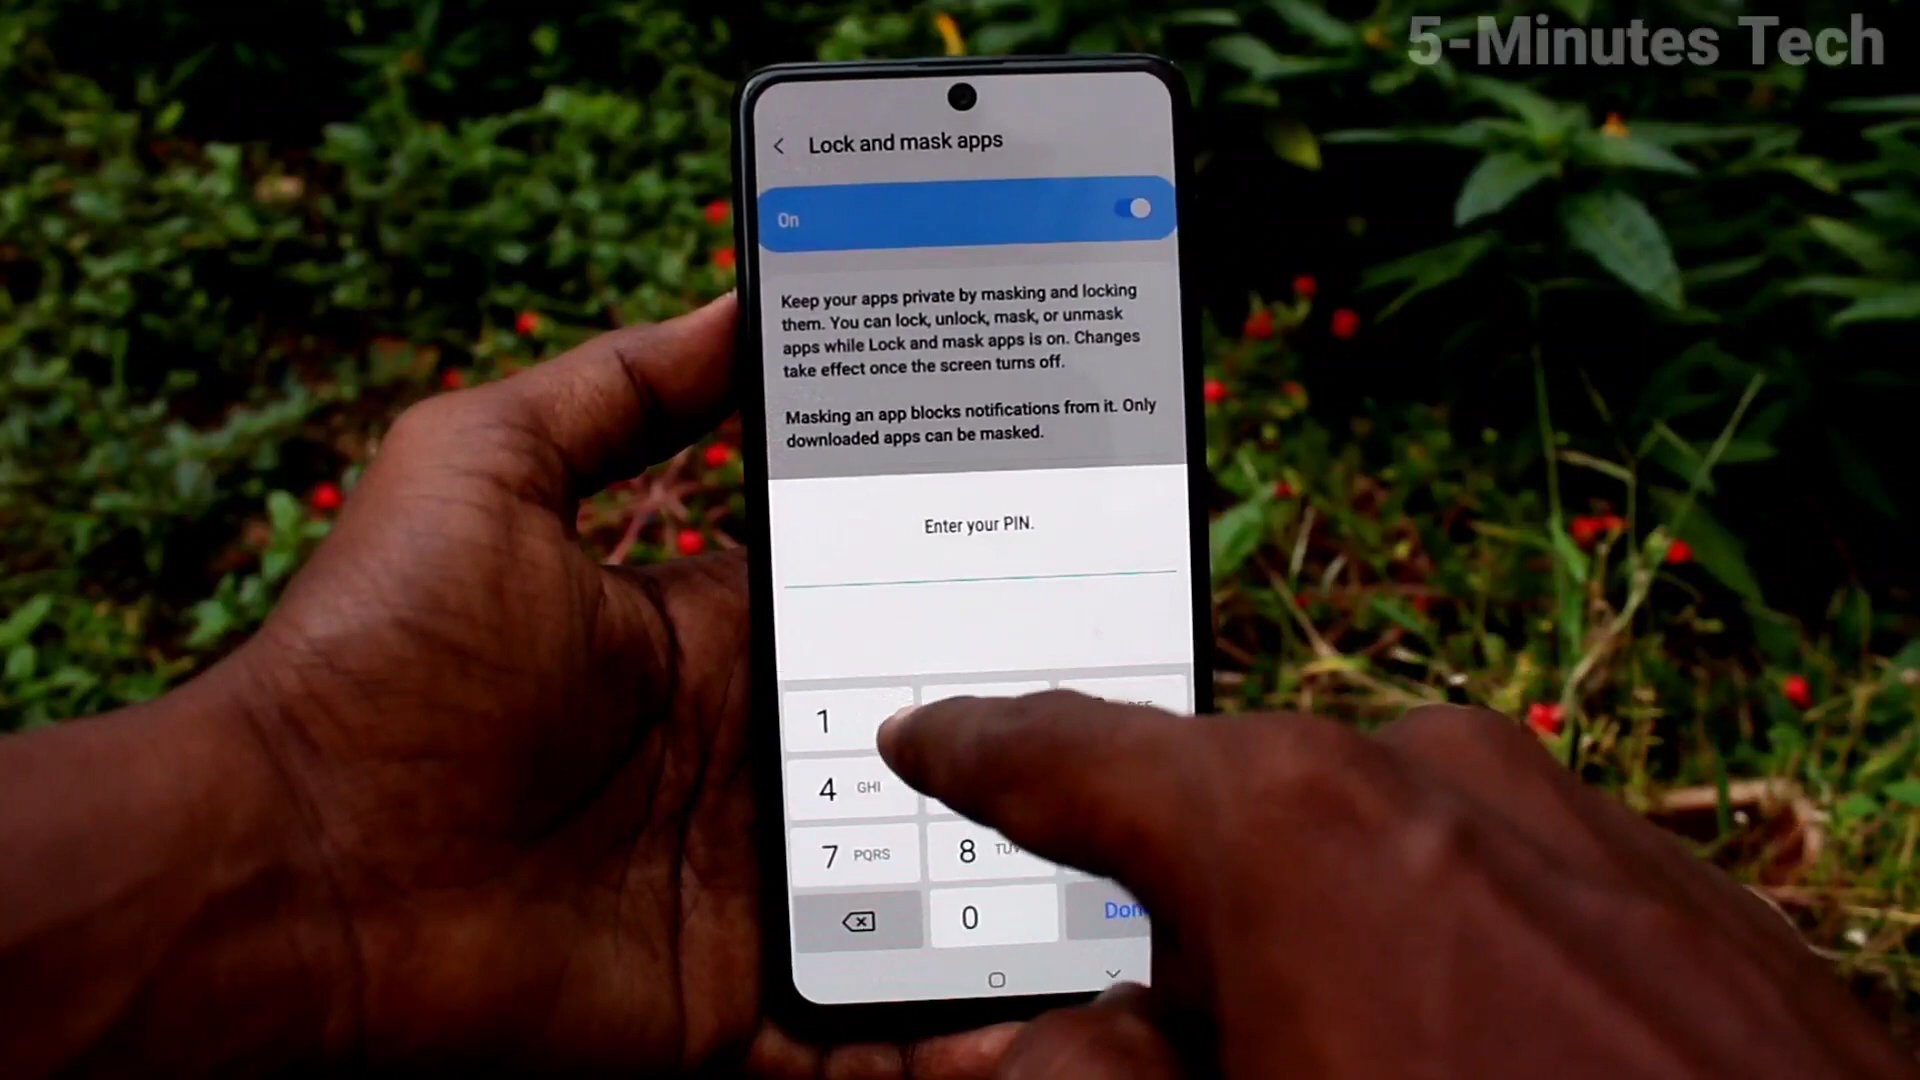 5-Minutes Tech
Lock and mask apps
On
Keep your apps private by masking and locking
them. You can lock, unlock, mask, or unmask
apps while Lock and mask apps is on. Changes
take effect once the screen turns off.
Masking an app blocks notifications from it. Only
downloaded apps can be masked.
Enter your PIN.
1
4 GHI
7 PQRS
8 TUV
0